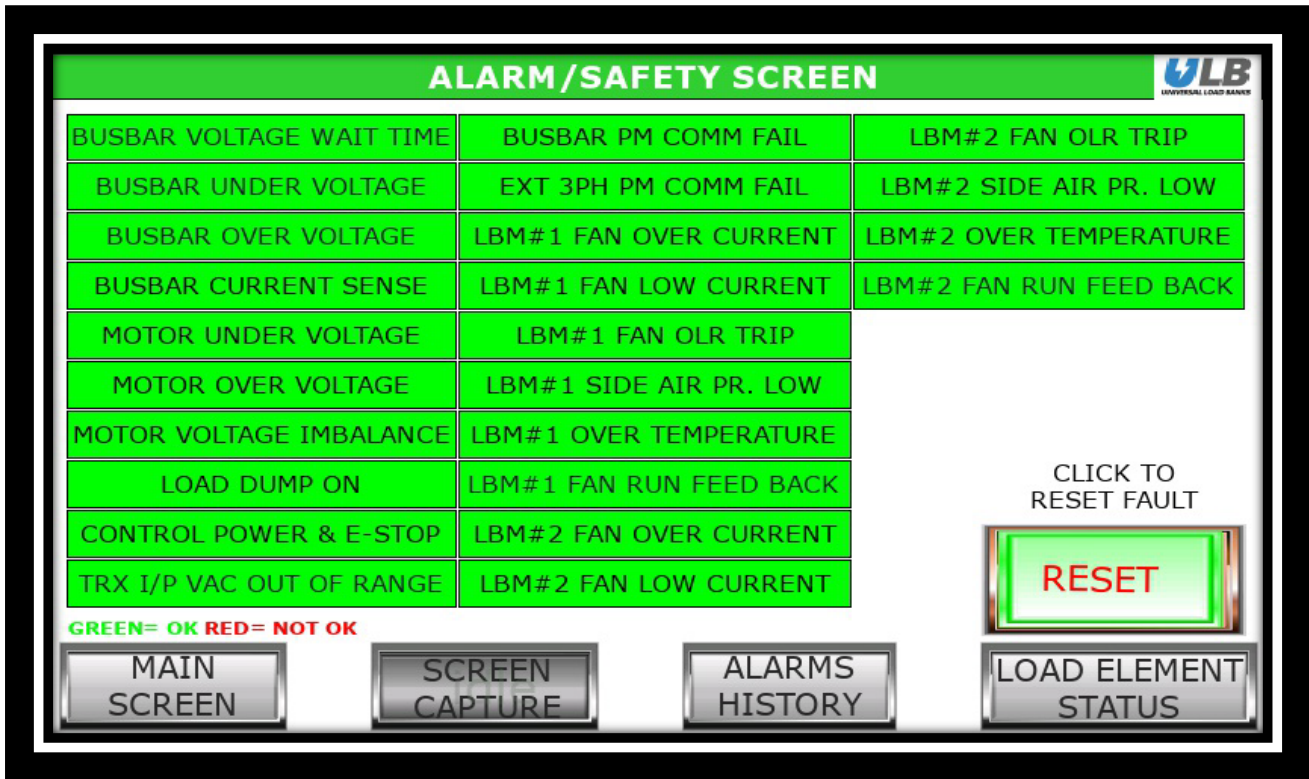 ALARM/SAFETY SCREEN
ULB
UNIVERSAL LOAD BANKS
BUSBAR VOLTAGE WAIT TIME
BUSBAR UNDER VOLTAGE
BUSBAR OVER VOLTAGE
BUSBAR CURRENT SENSE
MOTOR UNDER VOLTAGE
MOTOR OVER VOLTAGE
MOTOR VOLTAGE IMBALANCE
LOAD DUMP ON
CONTROL POWER & E-STOP
TRX I/P VAC OUT OF RANGE
BUSBAR PM COMM FAIL
EXT 3PH PM COMM FAIL
LBM#1 FAN OVER CURRENT
LBM#1 FAN LOW CURRENT
LBM#1 FAN OLR TRIP
LBM#1 SIDE AIR PR. LOW
LBM#1 OVER TEMPERATURE
LBM#1 FAN RUN FEED BACK
LBM#2 FAN OVER CURRENT
LBM#2 FAN LOW CURRENT
LBM#2 FAN OLR TRIP
LBM#2 SIDE AIR PR. LOW
LBM#2 OVER TEMPERATURE
LBM#2 FAN RUN FEED BACK
CLICK TO
RESET FAULT
RESET
GREEN= OK RED= NOT OK
MAIN
SCREEN
SCREEN
CAPTURE
Idle
ALARMS
HISTORY
LOAD ELEMENT
STATUS